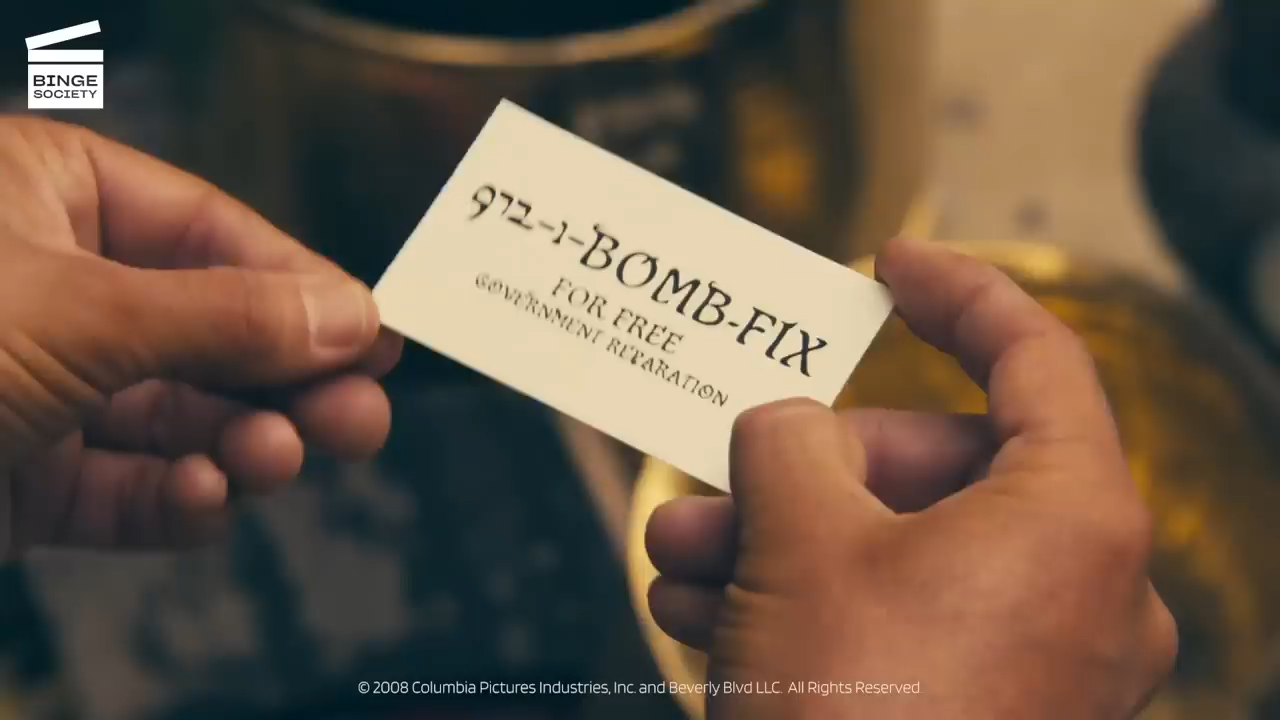 BINGE
SOCIETY
972-1-BOMB-FIX
FOR FREE
GOVERNMENT REPARATION
© 2008 Columbia Pictures Industries, Inc. and Beverly Blvd LLC. All Rights Reserved.